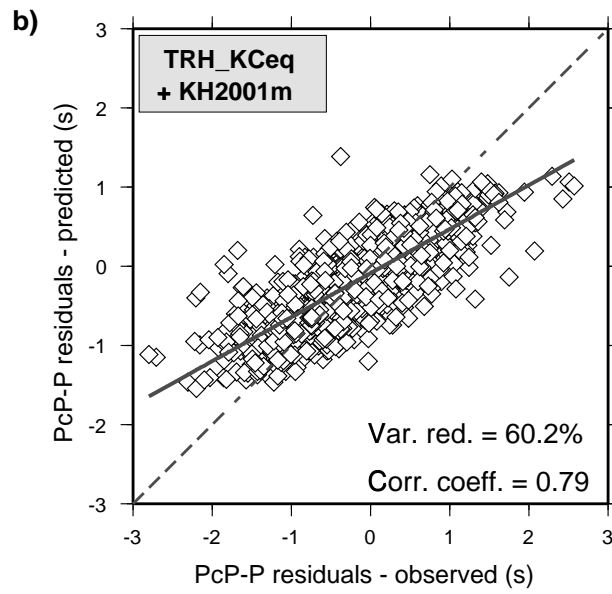 b)
TRH_KCeq
+ KH2001m
PcP-P residuals - predicted (s)
3
2
1
0
-1
-2
-3
Var. red. = 60.2%
Corr. coeff. = 0.79
-3 -2 -1 0 1 2 3
PcP-P residuals - observed (s)